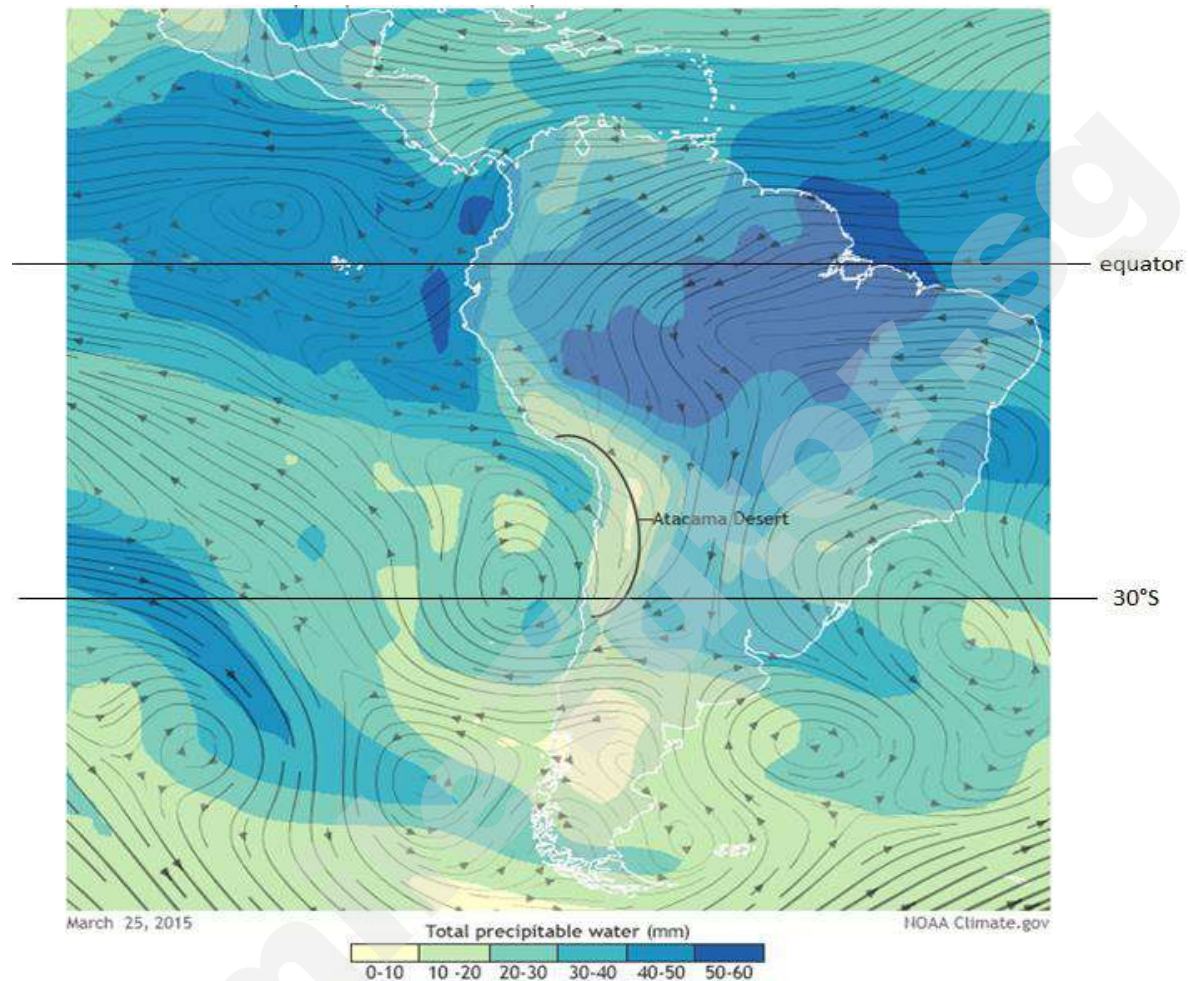 equator
Atacama Desert
30°S
March 25, 2015
NOAA Climate.gov
Total precipitable water (mm)
0-10 10 -20 20-30 30-40 40-50 50-60